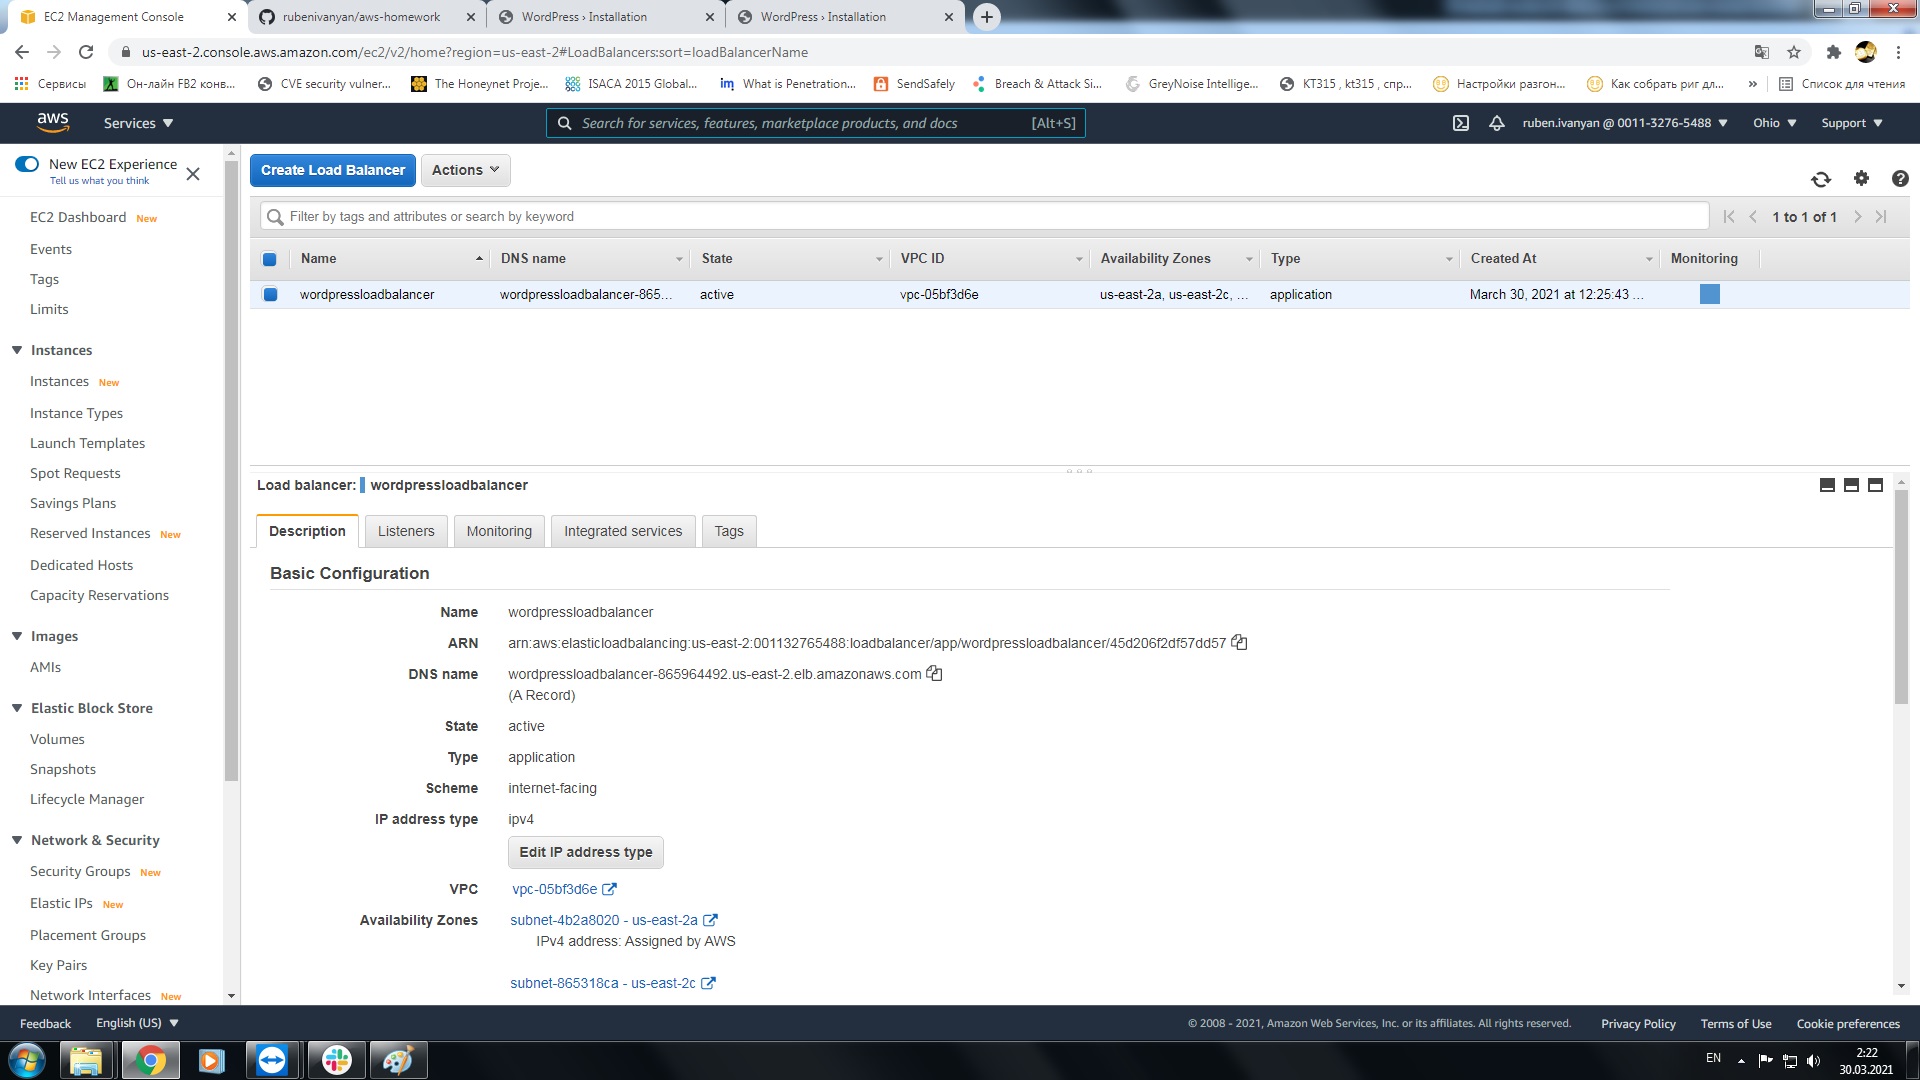 EC2 Management Console
rubenivanyan/aws-homework
WordPress › Installation
WordPress › Installation
us-east-2.console.aws.amazon.com/ec2/v2/home?region=us-east-2#LoadBalancers:sort=loadBalancerName
Сервисы
Он-лайн FB2 конв...
CVE security vulner...
The Honeynet Proje...
ISACA 2015 Global...
im What is Penetration...
SendSafely
Breach & Attack Si...
GreyNoise Intellige...
КТ315 , kt315 , спр...
Настройки разгон...
Как собрать риг дл...
»
Список для чтения
aws
Services
Search for services, features, marketplace products, and docs [Alt+S]
ruben.ivanyan @ 0011-3276-5488
Ohio
Support
New EC2 Experience
Tell us what you think
EC2 Dashboard New
Events
Tags
Limits
Instances
Instances New
Instance Types
Launch Templates
Spot Requests
Savings Plans
Reserved Instances New
Dedicated Hosts
Capacity Reservations
Images
AMIs
Elastic Block Store
Volumes
Snapshots
Lifecycle Manager
Network & Security
Security Groups New
Elastic IPs New
Placement Groups
Key Pairs
Network Interfaces New
Create Load Balancer
Actions
Filter by tags and attributes or search by keyword
1 to 1 of 1
Name DNS name State VPC ID Availability Zones Type Created At Monitoring
wordpressloadbalancer wordpressloadbalancer-865... active vpc-05bf3d6e us-east-2a, us-east-2c, ... application March 30, 2021 at 12:25:43 ...
Load balancer: wordpressloadbalancer
Description Listeners Monitoring Integrated services Tags
Basic Configuration
Name wordpressloadbalancer
ARN arn:aws:elasticloadbalancing:us-east-2:001132765488:loadbalancer/app/wordpressloadbalancer/45d206f2df57dd57
DNS name wordpressloadbalancer-865964492.us-east-2.elb.amazonaws.com
(A Record)
State active
Type application
Scheme internet-facing
IP address type ipv4
Edit IP address type
VPC vpc-05bf3d6e
Availability Zones subnet-4b2a8020 - us-east-2a
IPv4 address: Assigned by AWS
subnet-865318ca - us-east-2c
Feedback
English (US)
© 2008 - 2021, Amazon Web Services, Inc. or its affiliates. All rights reserved.
Privacy Policy
Terms of Use
Cookie preferences
EN
2:22
30.03.2021